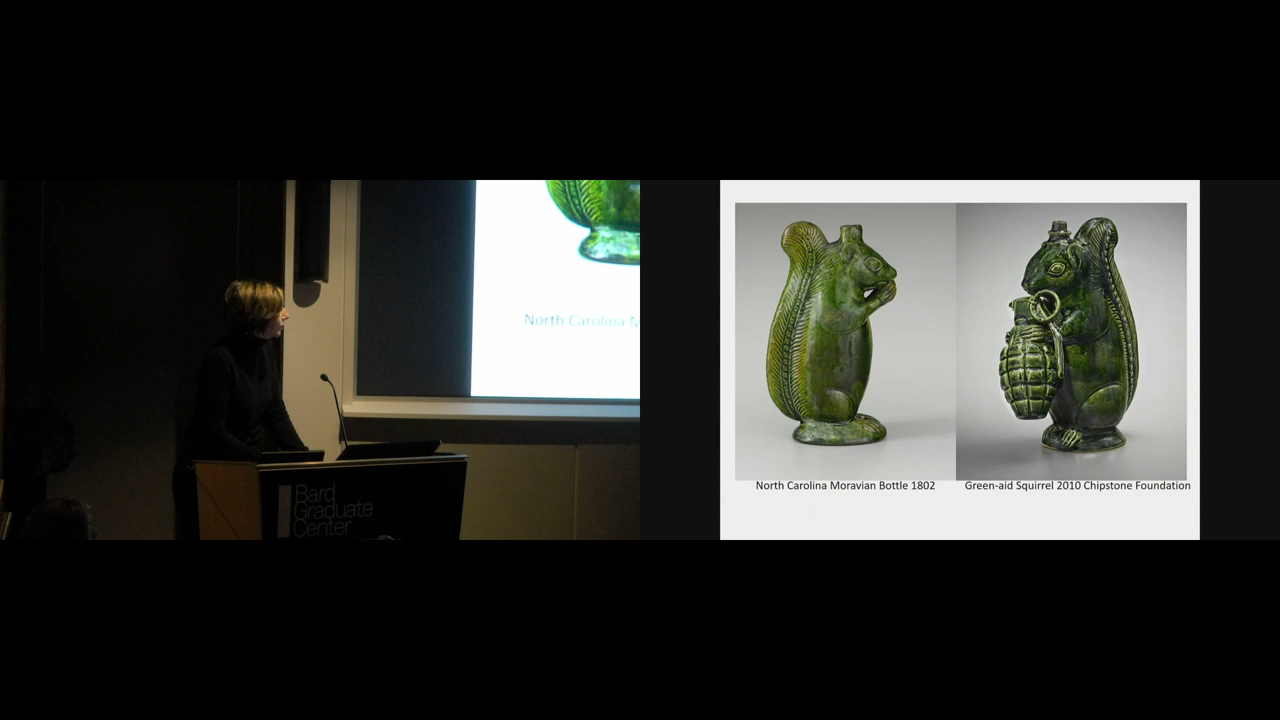 North Carolina M
Bard
Graduate
Center
North Carolina Moravian Bottle 1802
Green-aid Squirrel 2010 Chipstone Foundation